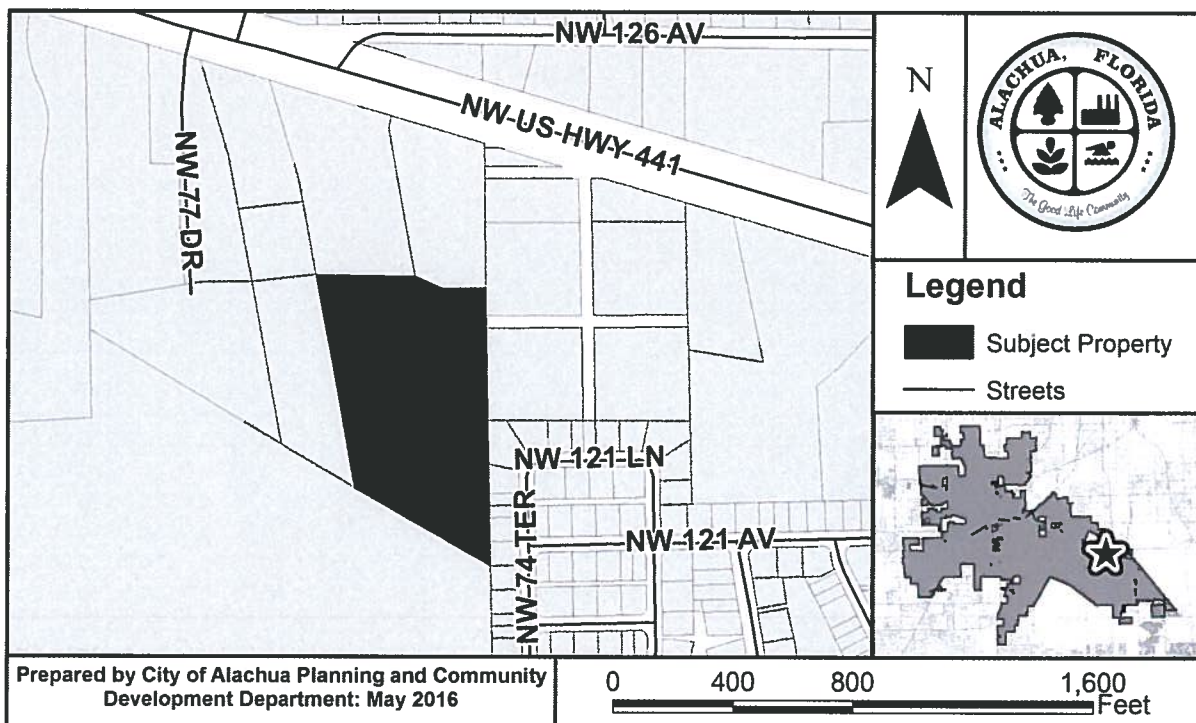 NW 126 AV
NW US HWY 441
NW 77 DR
NW 121 LN
NW 74 TER
NW 121 AV
N
ALACHUA, FLORIDA
The Good Life Community
Legend
Subject Property
Streets
Prepared by City of Alachua Planning and Community
Development Department: May 2016
0 400 800 1,600
Feet